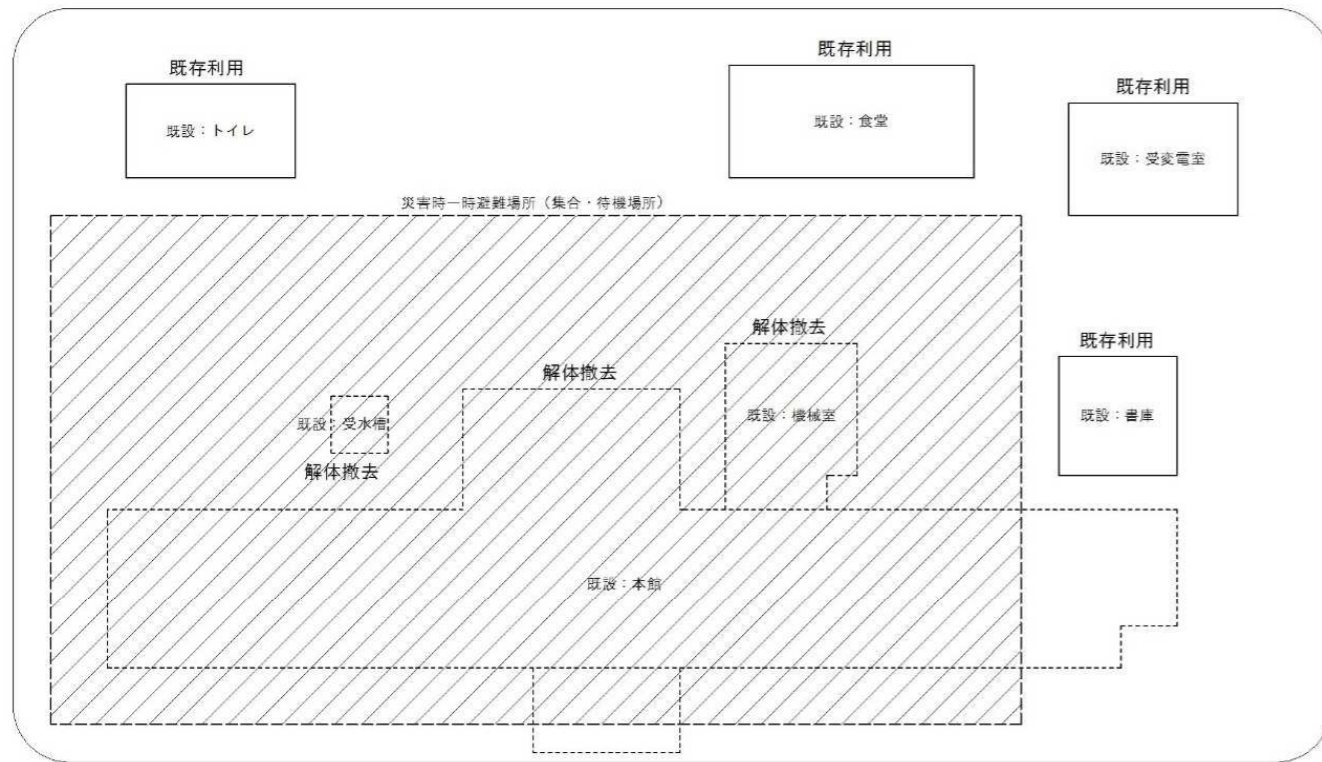 既存利用
既設：トイレ
既存利用
既設：食堂
既存利用
既設：受変電室
災害時一時避難場所（集合・待機場所）
解体撤去
既設：機械室
解体撤去
既設：受水槽
解体撤去
既存利用
既設：書庫
既設：本館